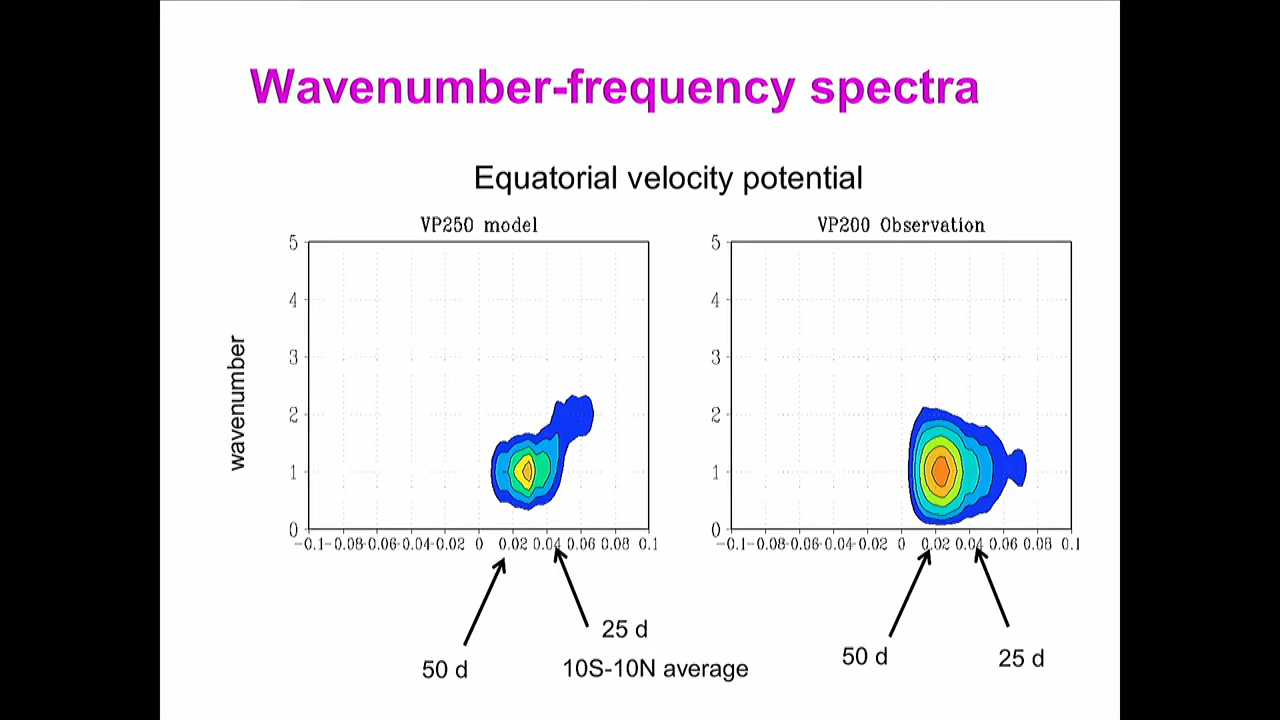 Wavenumber-frequency spectra
Equatorial velocity potential
VP250 model
VP200 Observation
5
4
3
2
1
0
wavenumber
-0.1-0.08-0.06-0.04-0.02 0 0.02 0.04 0.06 0.08 0.1
5
4
3
2
1
0
-0.1-0.08-0.06-0.04-0.02 0 0.02 0.04 0.06 0.08 0.1
25 d
50 d
10S-10N average
50 d
25 d